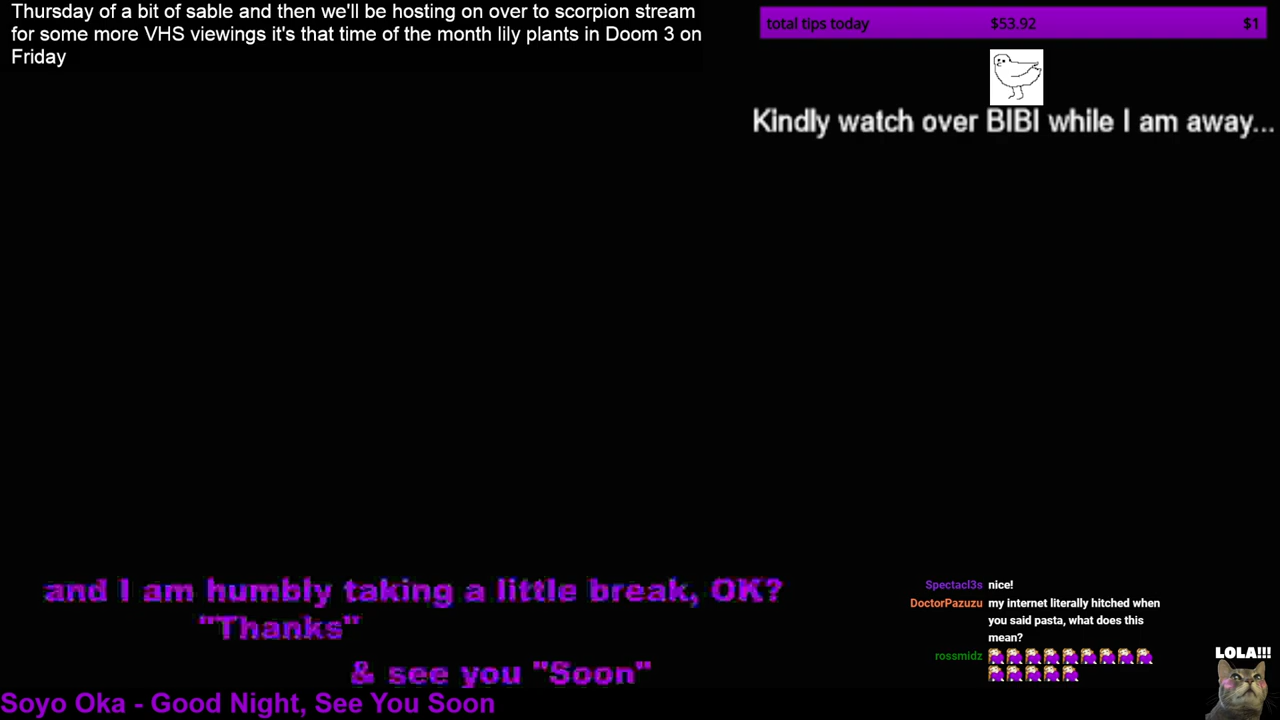 Thursday of a bit of sable and then we'll be hosting on over to scorpion stream
for some more VHS viewings it's that time of the month lily plants in Doom 3 on
Friday
total tips today $53.92 $1
Kindly watch over BIBI while I am away...
and I am humbly taking a little break, OK?
"Thanks"
& see you "Soon"
Spectacl3s nice!
DoctorPazuzu my internet literally hitched when
you said pasta, what does this
mean?
rossmidz
LOLA!!!
Soyo Oka - Good Night, See You Soon